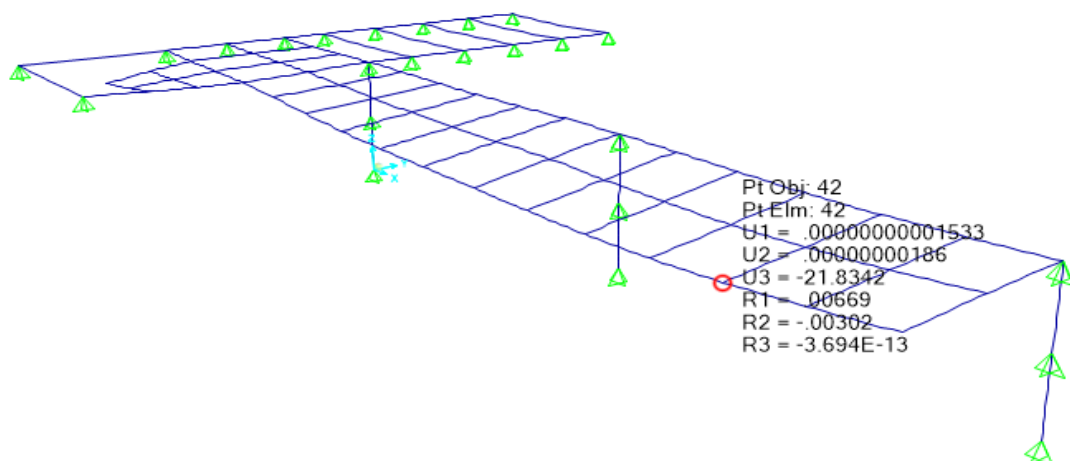 Pt Obj: 42
Pt Elm: 42
U1 = .00000000001533
U2 = .00000000186
U3 = -21.8342
R1 = .00669
R2 = -.00302
R3 = -3.694E-13
Y
X